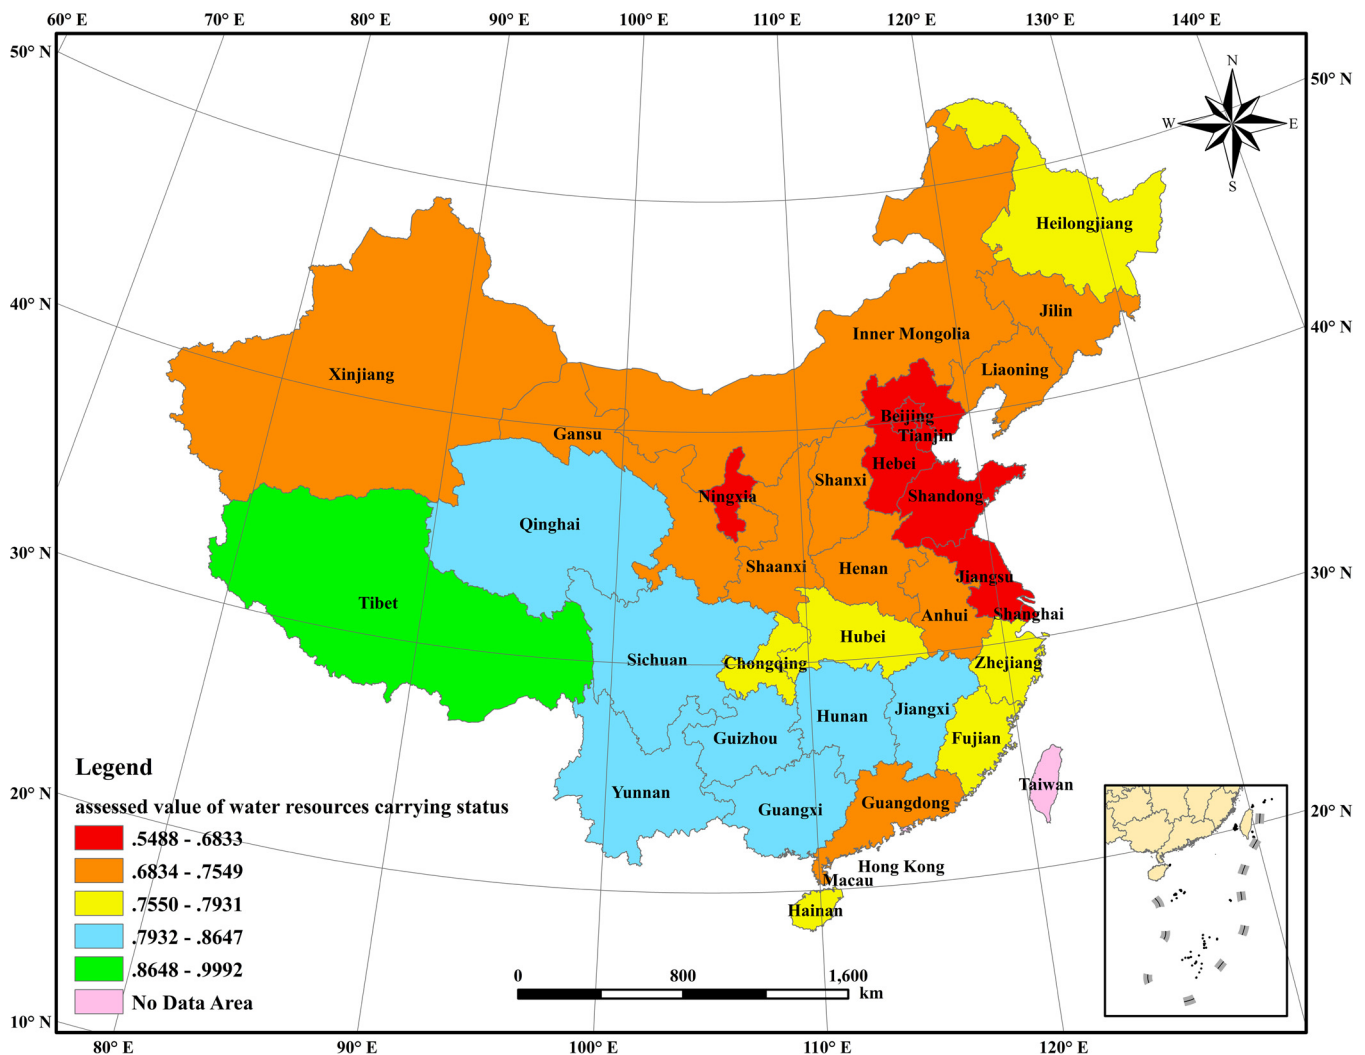 60° E 70° E 80° E 90° E 100° E 110° E 120° E 130° E 140° E
50° N
50° N
N
W E
S
Heilongjiang
40° N
Jilin
40° N
Inner Mongolia
Xinjiang
Liaoning
Beijing
Gansu
Tianjin
Hebei
Shanxi
Ningxia
Shandong
Qinghai
30° N
Shaanxi
Henan
Jiangsu
30° N
Tibet
Anhui
Shanghai
Hubei
Sichuan
Chongqing
Zhejiang
Jiangxi
Hunan
Guizhou
Fujian
Legend
Taiwan
20° N
Yunnan
Guangxi
Guangdong
assessed value of water resources carrying status
20° N
.5488 - .6833
Hong Kong
.6834 - .7549
Macau
.7550 - .7931
Hainan
.7932 - .8647
.8648 - .9992
0 800 1,600
km
No Data Area
10° N
80° E 90° E 100° E 110° E 120° E